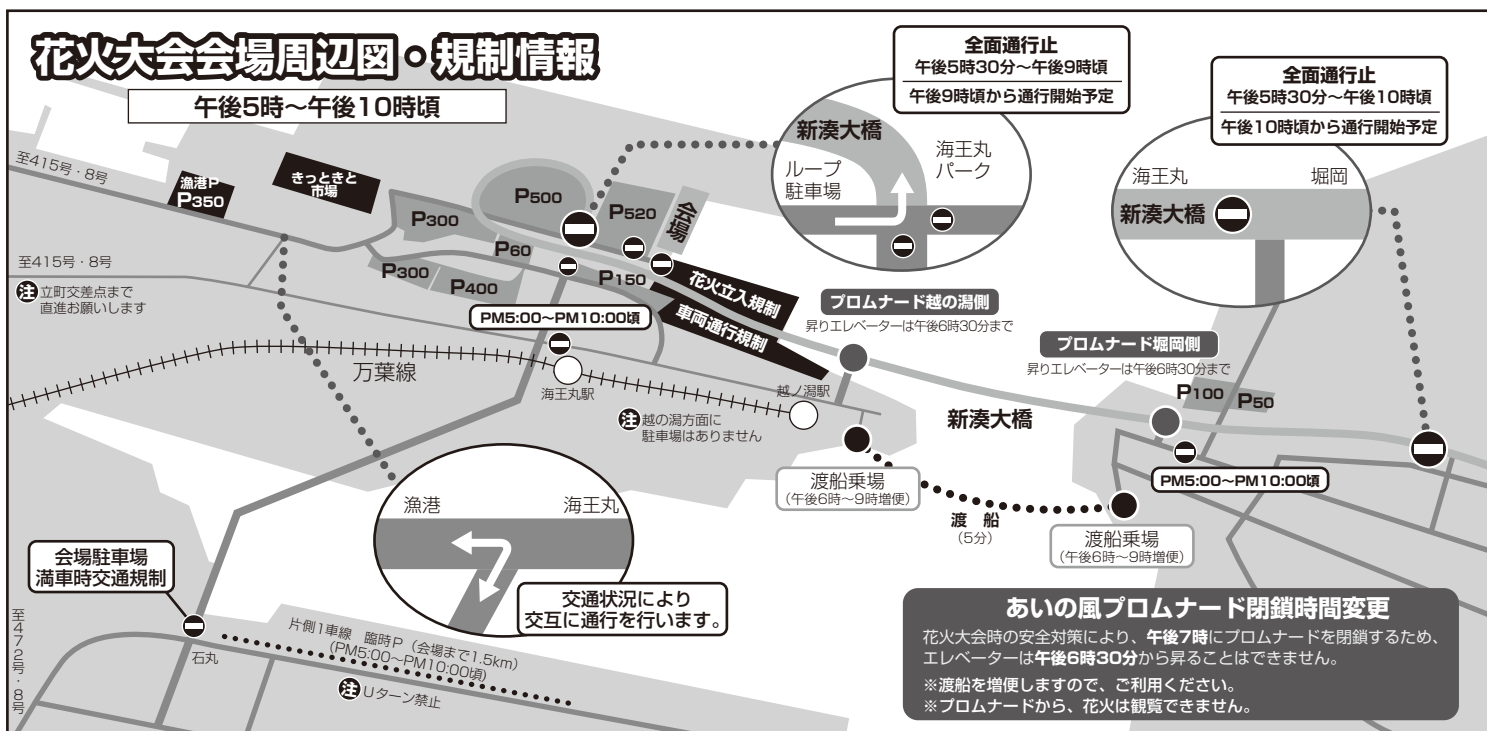 花火大会会場周辺図・規制情報
午後5時～午後10時頃
全面通行止
午後5時30分～午後9時頃
午後9時頃から通行開始予定
全面通行止
午後5時30分～午後10時頃
午後10時頃から通行開始予定
新湊大橋
ループ
駐車場
海王丸
パーク
海王丸
堀岡
新湊大橋
至415号・8号
漁港P
P350
きっときと
市場
P500
P520
会場
P300
P60
P300
P400
P150
花火立入規制
車両通行規制
至415号・8号
注 立町交差点まで
直進お願いします
PM5:00～PM10:00頃
プロムナード越の潟側
昇りエレベーターは午後6時30分まで
プロムナード堀岡側
昇りエレベーターは午後6時30分まで
P100
P50
万葉線
海王丸駅
越ノ潟駅
注 越の潟方面に
駐車場はありません
新湊大橋
渡船乗場
(午後6時～9時増便)
渡船
(5分)
渡船乗場
(午後6時～9時増便)
PM5:00～PM10:00頃
漁港
海王丸
交通状況により
交互に通行を行います。
会場駐車場
満車時交通規制
至472号・8号
石丸
片側1車線 臨時P（会場まで1.5km）
(PM5:00～PM10:00頃)
注 Uターン禁止
あいの風プロムナード閉鎖時間変更
花火大会時の安全対策により、午後7時にプロムナードを閉鎖するため、
エレベーターは午後6時30分から昇ることはできません。
※渡船を増便しますので、ご利用ください。
※プロムナードから、花火は観覧できません。